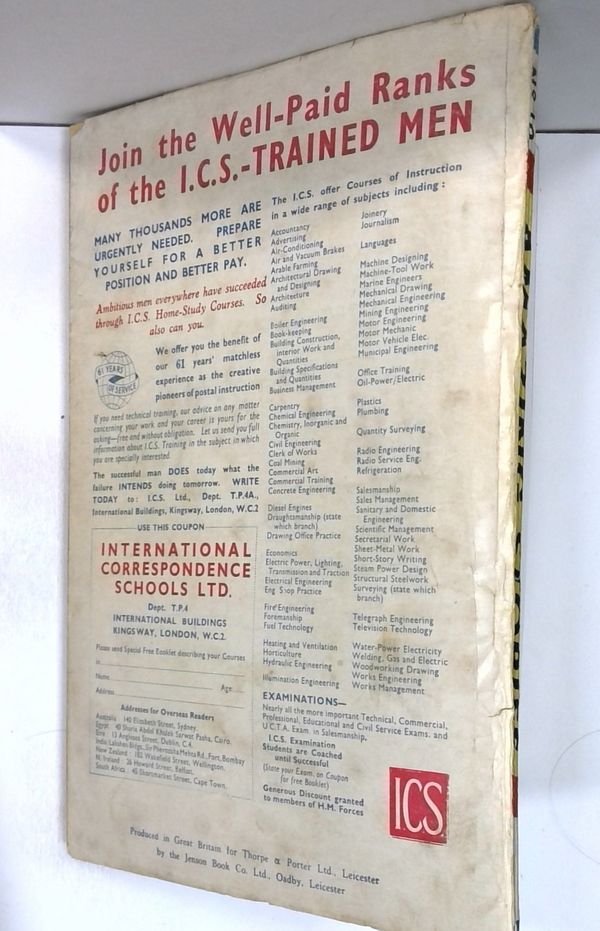 Join the Well-Paid Ranks
of the I.C.S.-TRAINED MEN
MANY THOUSANDS MORE ARE
URGENTLY NEEDED. PREPARE
YOURSELF FOR A BETTER
POSITION AND BETTER PAY.
Ambitious men everywhere have succeeded
through I.C.S. Home-Study Courses. So
also can you.
61 YEARS
OF SERVICE
We offer you the benefit of
our 61 years' matchless
experience as the creative
pioneers of postal instruction
If you need technical training, our advice on any matter
concerning your work and your career is yours for the
asking—free and without obligation. Let us send you full
information about I.C.S. Training in the subject in which
you are specially interested.
The successful man DOES today what the
failure INTENDS doing tomorrow. WRITE
TODAY to: I.C.S. Ltd., Dept. T.P.4A.,
International Buildings, Kingsway, London, W.C.2
USE THIS COUPON
INTERNATIONAL
CORRESPONDENCE
SCHOOLS LTD.
Dept. T.P.4
INTERNATIONAL BUILDINGS
KINGSWAY, LONDON, W.C.2.
Please send Special Free Booklet describing your Courses
in
Name Age
Address
Addresses for Overseas Readers
Australia 140 Elizabeth Street, Sydney.
Egypt 40 Sharia Abdel Khalek Sarwat Pasha, Cairo.
Eire 13 Anglesea Street, Dublin, C.4.
India: Lakshmi Bldgs., Sir Pherozsha Mehta Rd., Fort, Bombay
New Zealand 182 Wakefield Street, Wellington.
N. Ireland 26 Howard Street, Belfast.
South Africa 45 Shortmarket Street, Cape Town.
The I.C.S. offer Courses of Instruction
in a wide range of subjects including:
Accountancy
Advertising
Air-Conditioning
Air and Vacuum Brakes
Arable Farming
Architectural Drawing
and Designing
Architecture
Auditing
Boiler Engineering
Book-keeping
Building Construction,
interior Work and
Quantities
Building Specifications
and Quantities
Business Management
Carpentry
Chemical Engineering
Chemistry, Inorganic and
Organic
Civil Engineering
Clerk of Works
Coal Mining
Commercial Art
Commercial Training
Concrete Engineering
Diesel Engines
Draughtsmanship (state
which branch)
Drawing Office Practice
Economics
Electric Power, Lighting,
Transmission and Traction
Electrical Engineering
Eng Shop Practice
Fire Engineering
Foremanship
Fuel Technology
Heating and Ventilation
Horticulture
Hydraulic Engineering
Illumination Engineering
Joinery
Journalism
Languages
Machine Designing
Machine-Tool Work
Marine Engineers
Mechanical Drawing
Mechanical Engineering
Mining Engineering
Motor Engineering
Motor Mechanic
Motor Vehicle Elec.
Municipal Engineering
Office Training
Oil-Power/Electric
Plastics
Plumbing
Quantity Surveying
Radio Engineering
Radio Service Eng.
Refrigeration
Salesmanship
Sales Management
Sanitary and Domestic
Engineering
Scientific Management
Secretarial Work
Sheet-Metal Work
Short-Story Writing
Steam Power Design
Structural Steelwork
Surveying (state which
branch)
Telegraph Engineering
Television Technology
Water-Power Electricity
Welding, Gas and Electric
Woodworking Drawing
Works Engineering
Works Management
EXAMINATIONS—
Nearly all the more important Technical, Commercial,
Professional, Educational and Civil Service Exams. and
U.C.T.A. Exam. in Salesmanship.
I.C.S. Examination
Students are Coached
until Successful
(State your Exam. on Coupon
for free Booklet)
Generous Discount granted
to members of H.M. Forces
ICS
Produced in Great Britain for Thorpe & Porter Ltd., Leicester
by the Jenson Book Co. Ltd., Oadby, Leicester